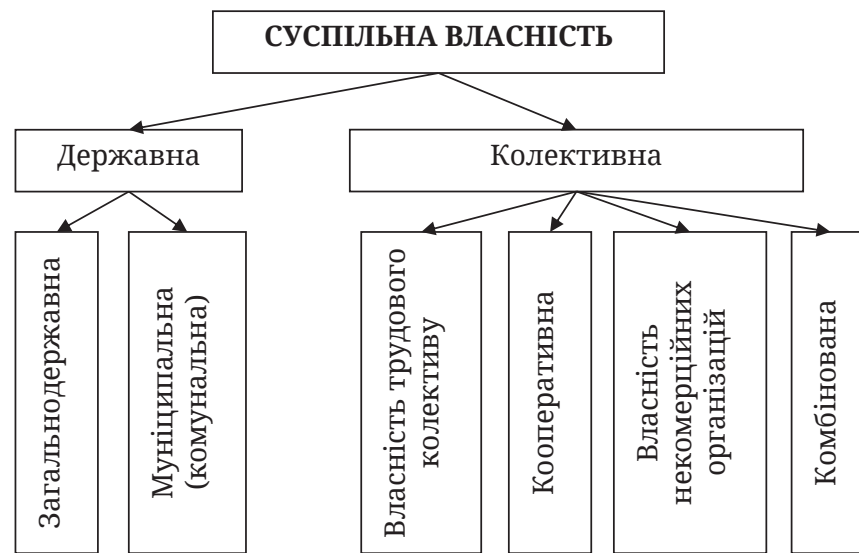 СУСПІЛЬНА ВЛАСНІСТЬ
Державна
Колективна
Загальнодержавна
Муніципальна
(комунальна)
Власність трудового
колективу
Кооперативна
Власність
некомерційних
організацій
Комбінована